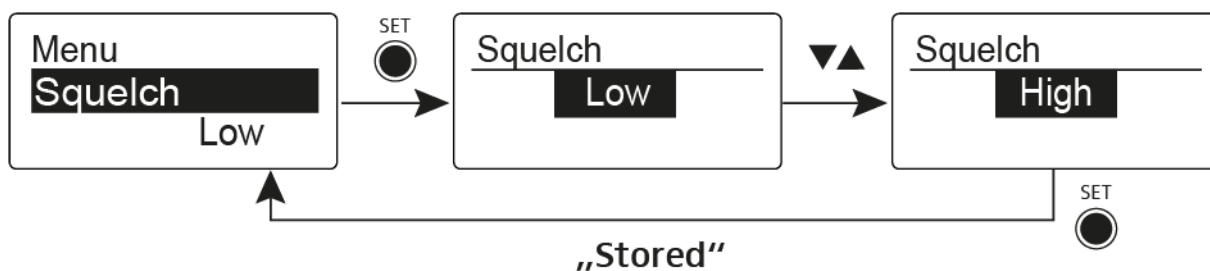 Menu
Squelch
Low
SET
Squelch
Low
▼▲
Squelch
High
SET
„Stored“